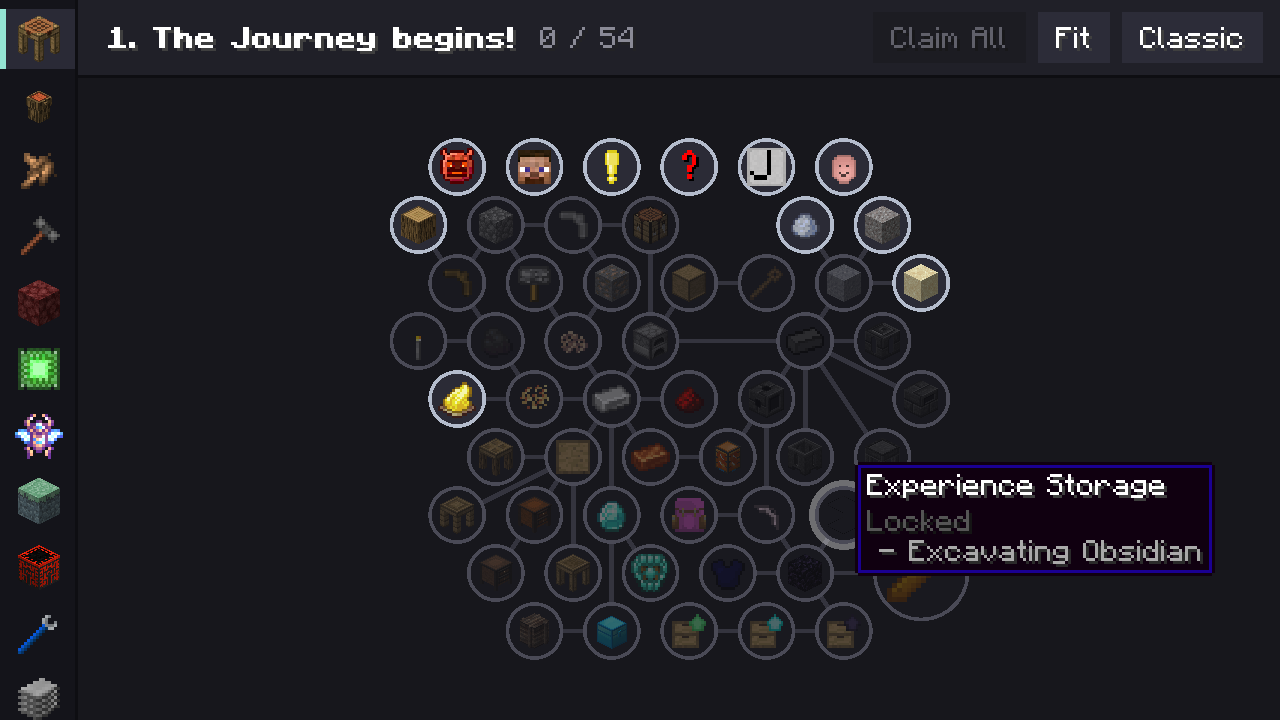 1. The Journey begins! 0 / 54
Claim All
Fit
Classic
! ? J
Experience Storage
Locked
- Excavating Obsidian